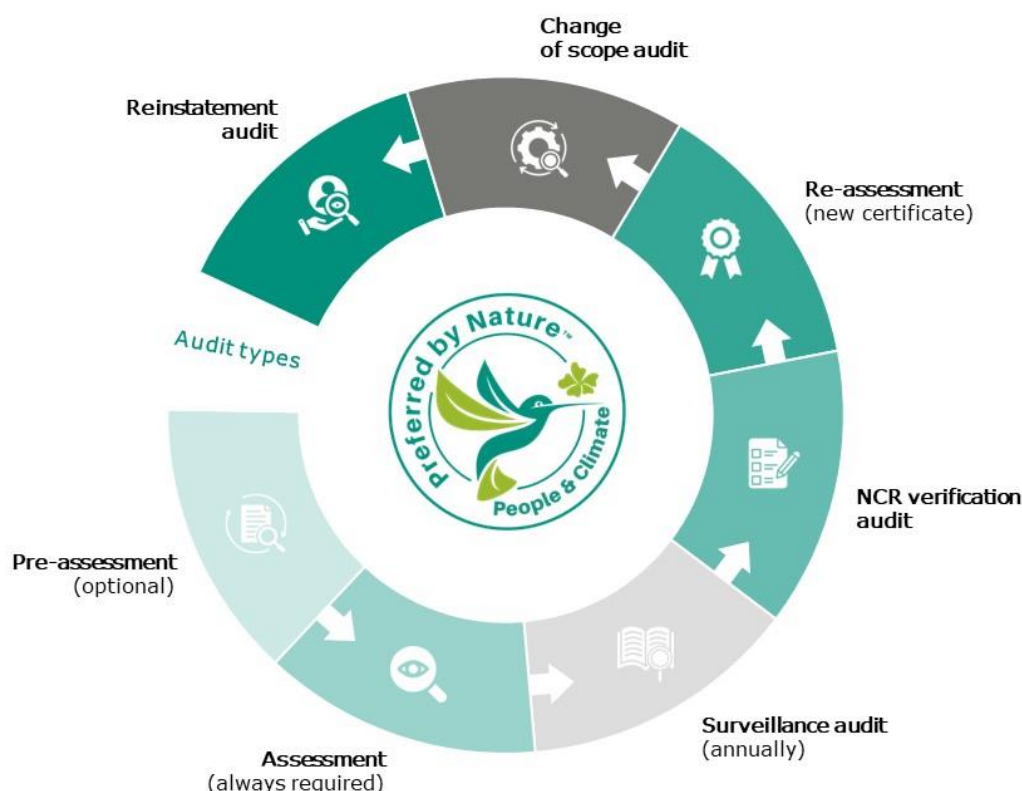 Change
of scope audit
Reinstatement
audit
Re-assessment
(new certificate)
Audit types
Preferred by Nature™
People & Climate
NCR verification
audit
Pre-assessment
(optional)
Surveillance audit
(annually)
Assessment
(always required)